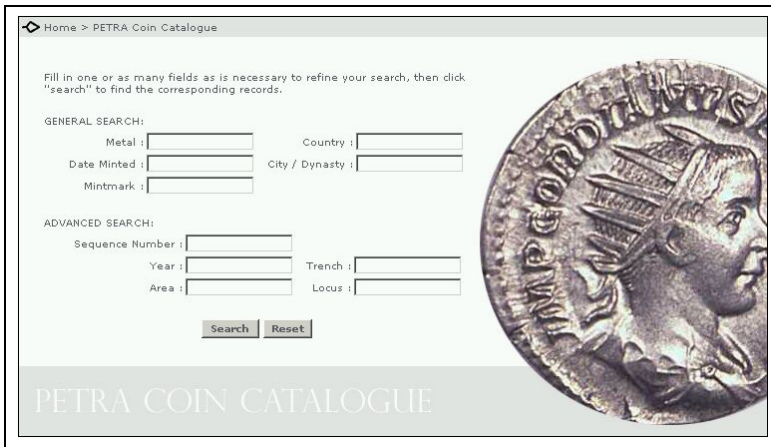 Home > PETRA Coin Catalogue
Fill in one or as many fields as is necessary to refine your search, then click
"search" to find the corresponding records.
GENERAL SEARCH:
Metal : Country :
Date Minted : City / Dynasty :
Mintmark :
ADVANCED SEARCH:
Sequence Number :
Year : Trench :
Area : Locus :
Search Reset
PETRA COIN CATALOGUE
IMP GORDIANVS